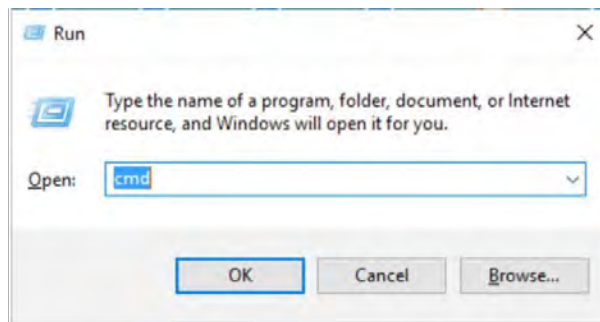 Run
Type the name of a program, folder, document, or Internet
resource, and Windows will open it for you.
Open:
cmd
OK
Cancel
Browse...